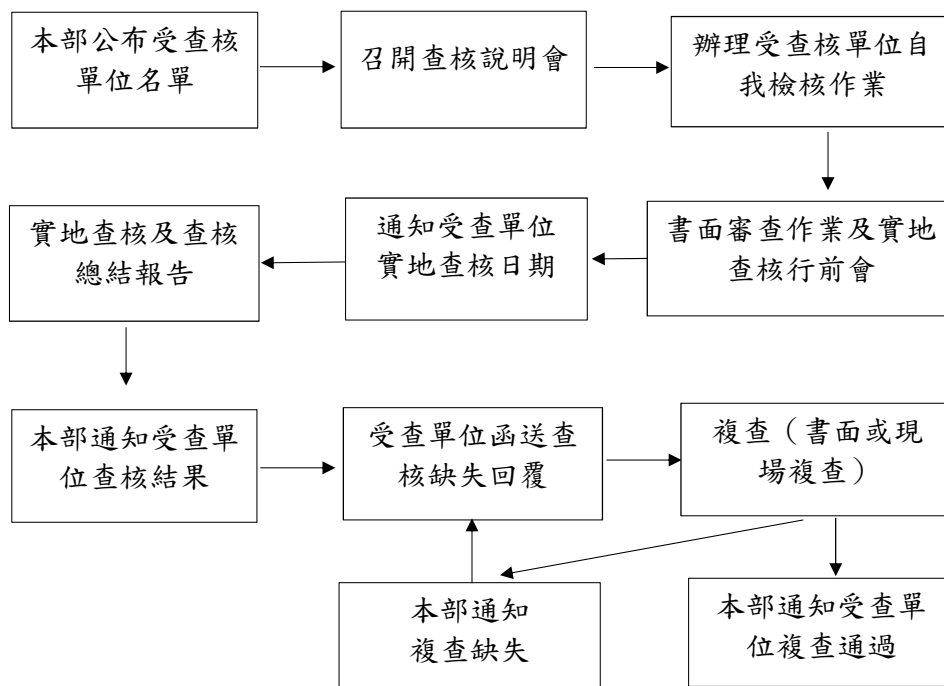 本部公布受查核
單位名單
召開查核說明會
辦理受查核單位自
我檢核作業
書面審查作業及實地
查核行前會
通知受查單位
實地查核日期
實地查核及查核
總結報告
本部通知受查單
位查核結果
受查單位函送查
核缺失回覆
複查（書面或現
場複查）
本部通知
複查缺失
本部通知受查單
位複查通過